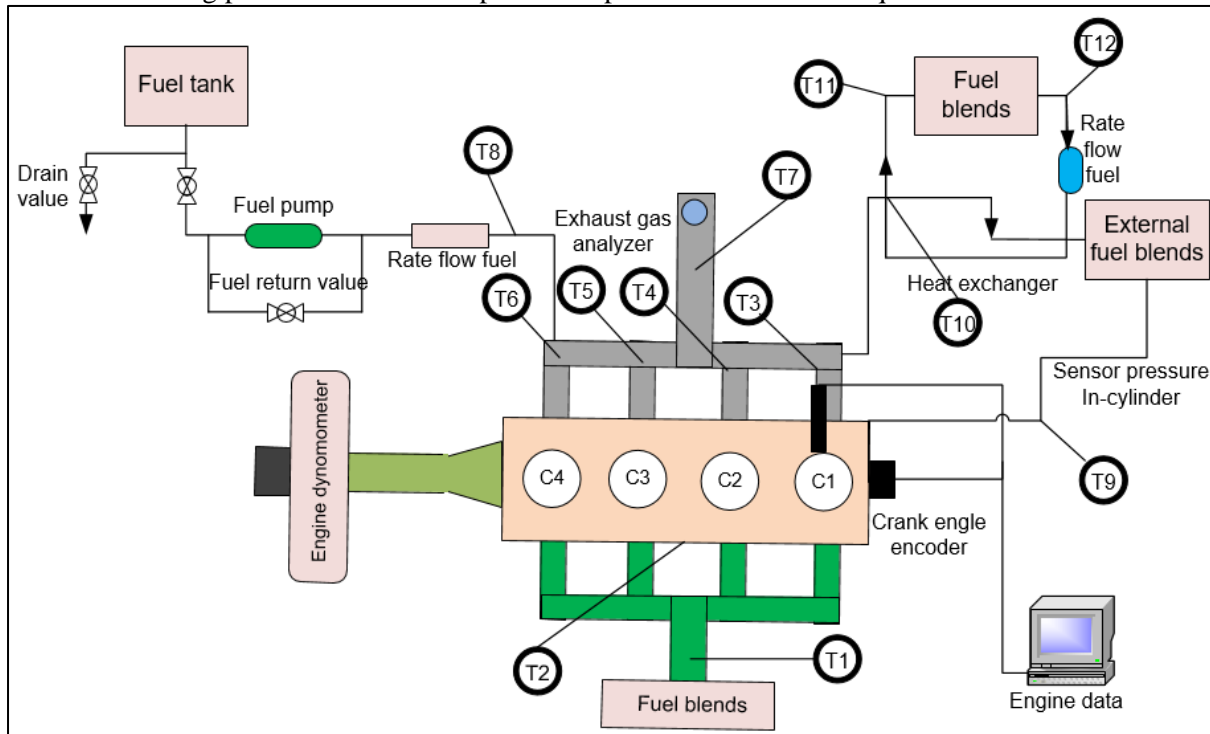 Fuel tank
Drain
value
Fuel pump
Fuel return value
Rate flow fuel
T8
Exhaust gas
analyzer
T7
T11
T12
Fuel
blends
Rate
flow
fuel
External
fuel blends
Heat exchanger
T10
T6
T5
T4
T3
Sensor pressure
In-cylinder
T9
Engine dynomometer
C4
C3
C2
C1
Crank engle
encoder
T2
T1
Fuel blends
Engine data